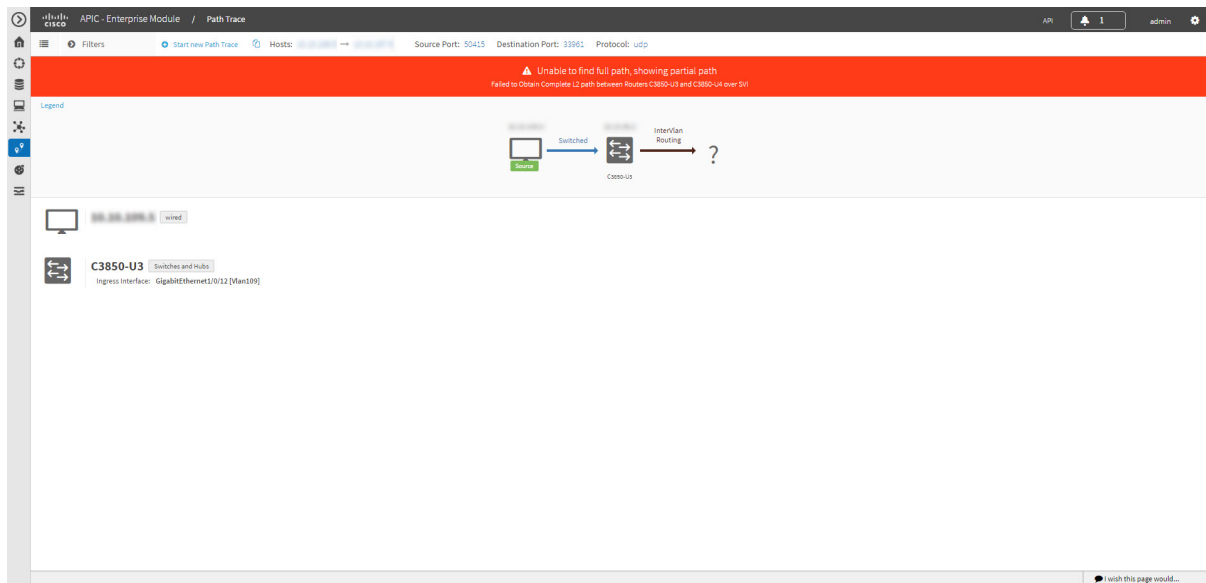 cisco APIC - Enterprise Module / Path Trace API 1 admin
Filters Start new Path Trace Hosts: → Source Port: 50415 Destination Port: 33961 Protocol: udp
Unable to find full path, showing partial path
Failed to Obtain Complete L2 path between Routers C3850-U3 and C3850-U4 over SVI
Legend
Switched
InterVlan
Routing
?
Source
C3850-U3
wired
C3850-U3 Switches and Hubs
Ingress Interface: GigabitEthernet1/0/12 [Vlan109]
I wish this page would...